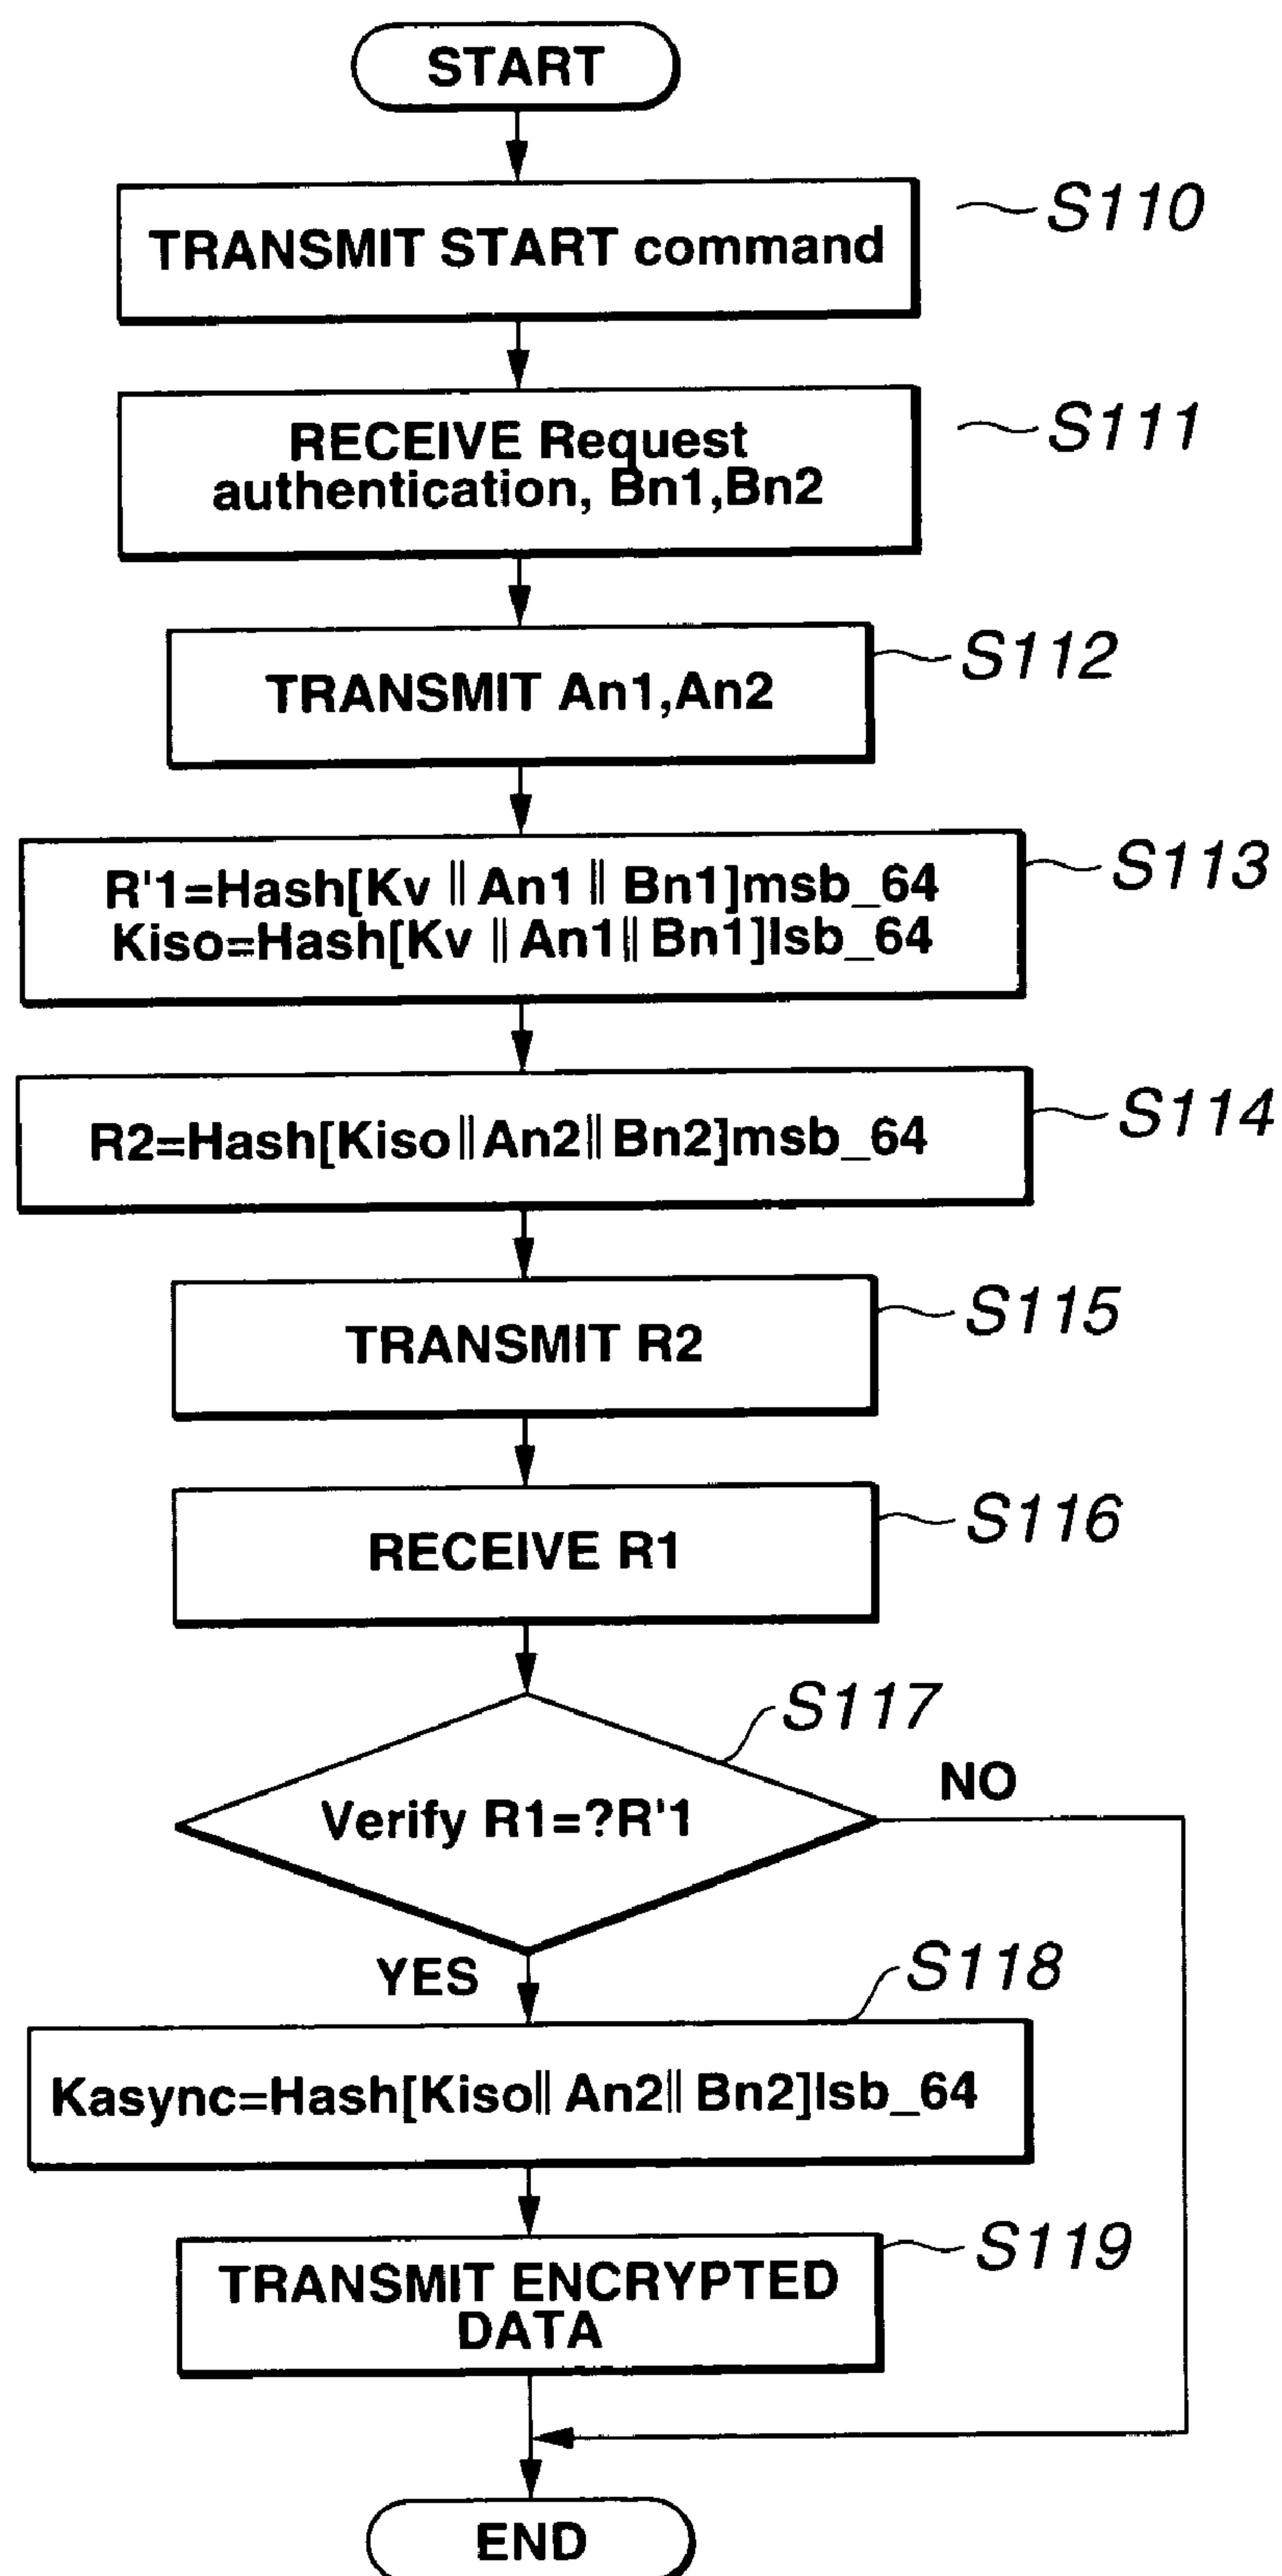 START
TRANSMIT START command
S110
RECEIVE Request
authentication, Bn1,Bn2
S111
TRANSMIT An1,An2
S112
R'1=Hash[Kv || An1 || Bn1]msb_64
Kiso=Hash[Kv || An1|| Bn1]lsb_64
S113
R2=Hash[Kiso||An2||Bn2]msb_64
S114
TRANSMIT R2
S115
RECEIVE R1
S116
Verify R1=?R'1
S117
NO
YES
Kasync=Hash[Kiso|| An2|| Bn2]lsb_64
S118
TRANSMIT ENCRYPTED
DATA
S119
END